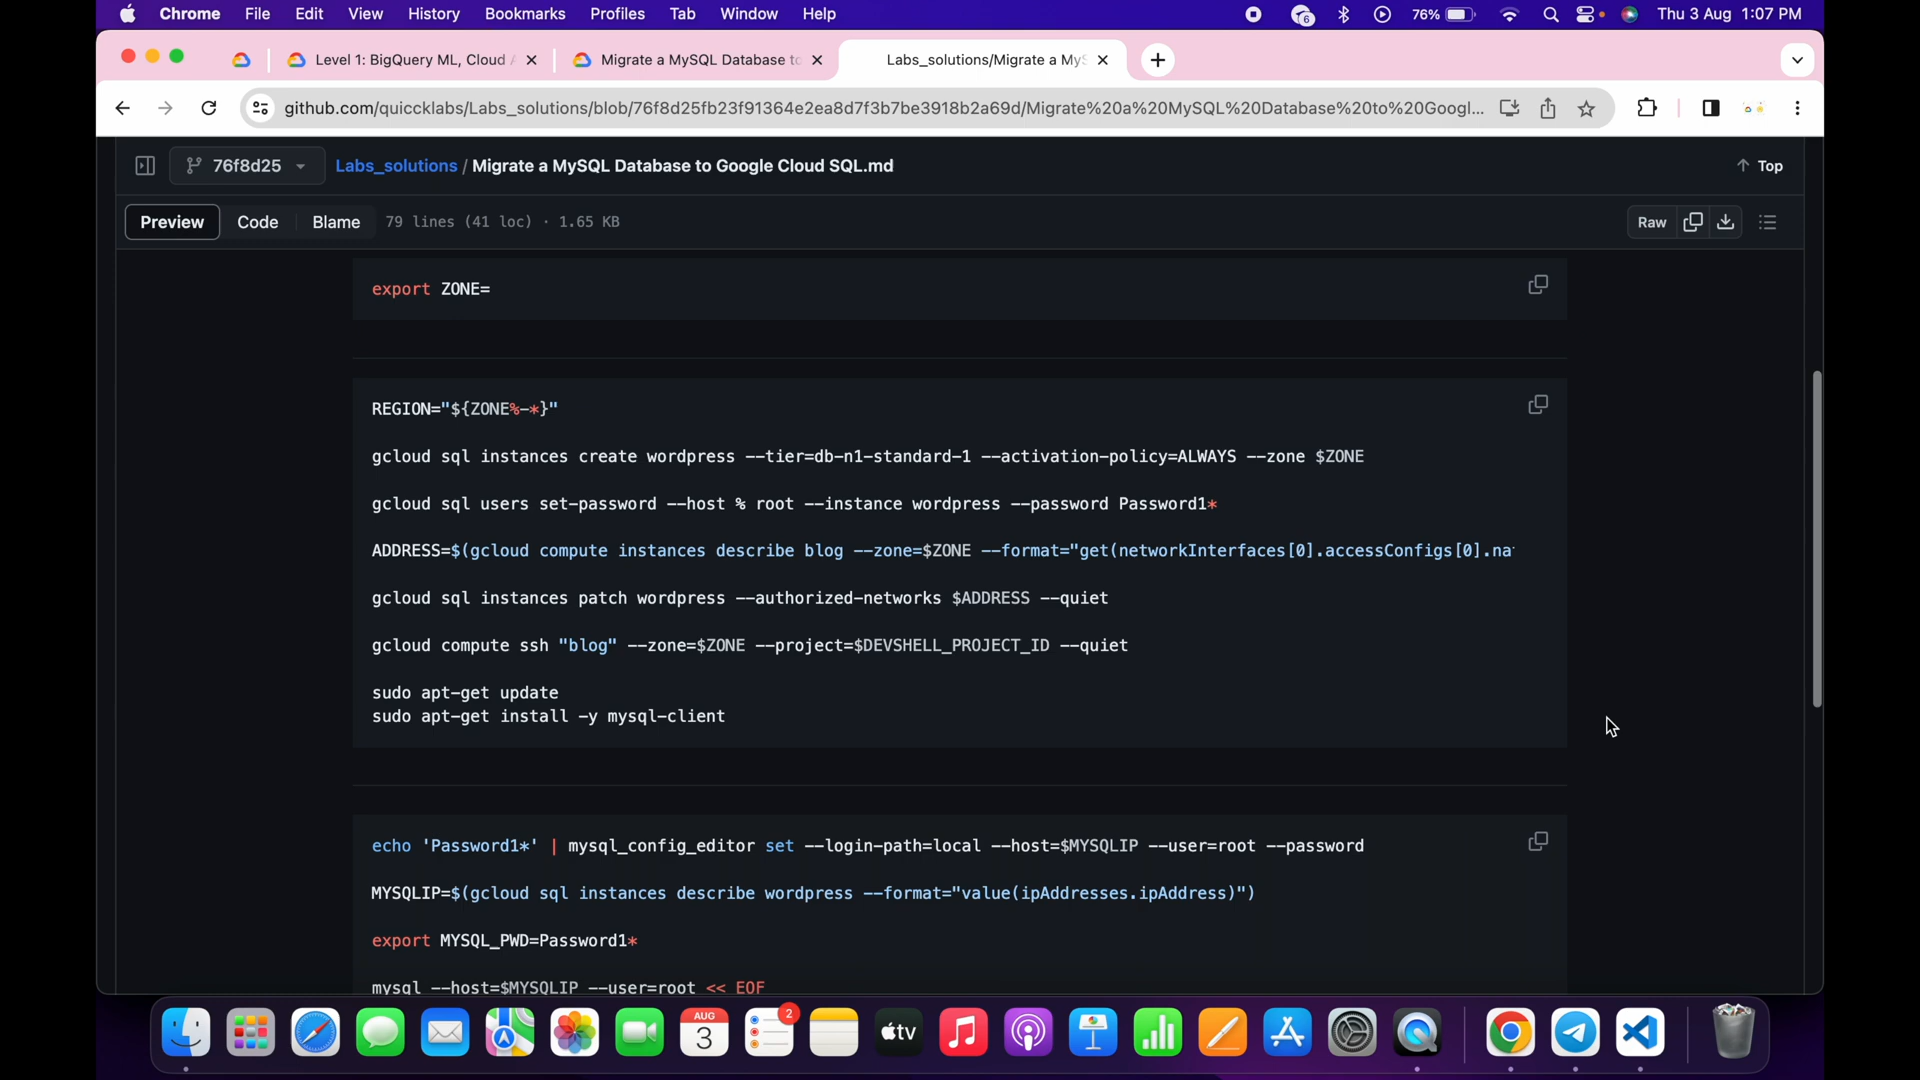 Chrome File Edit View History Bookmarks Profiles Tab Window Help 6 76% Thu 3 Aug 1:07 PM
Level 1: BigQuery ML, Cloud Migrate a MySQL Database to Labs_solutions/Migrate a MyS
github.com/quiccklabs/Labs_solutions/blob/76f8d25fb23f91364e2ea8d7f3b7be3918b2a69d/Migrate%20a%20MySQL%20Database%20to%20Googl...
76f8d25 Labs_solutions / Migrate a MySQL Database to Google Cloud SQL.md Top
Preview Code Blame 79 lines (41 loc) · 1.65 KB Raw
export ZONE=
REGION="${ZONE%-*}"
gcloud sql instances create wordpress --tier=db-n1-standard-1 --activation-policy=ALWAYS --zone $ZONE
gcloud sql users set-password --host % root --instance wordpress --password Password1*
ADDRESS=$(gcloud compute instances describe blog --zone=$ZONE --format="get(networkInterfaces[0].accessConfigs[0].na
gcloud sql instances patch wordpress --authorized-networks $ADDRESS --quiet
gcloud compute ssh "blog" --zone=$ZONE --project=$DEVSHELL_PROJECT_ID --quiet
sudo apt-get update
sudo apt-get install -y mysql-client
echo 'Password1*' | mysql_config_editor set --login-path=local --host=$MYSQLIP --user=root --password
MYSQLIP=$(gcloud sql instances describe wordpress --format="value(ipAddresses.ipAddress)")
export MYSQL_PWD=Password1*
mysql --host=$MYSQLIP --user=root << EOF
AUG
3
2
tv